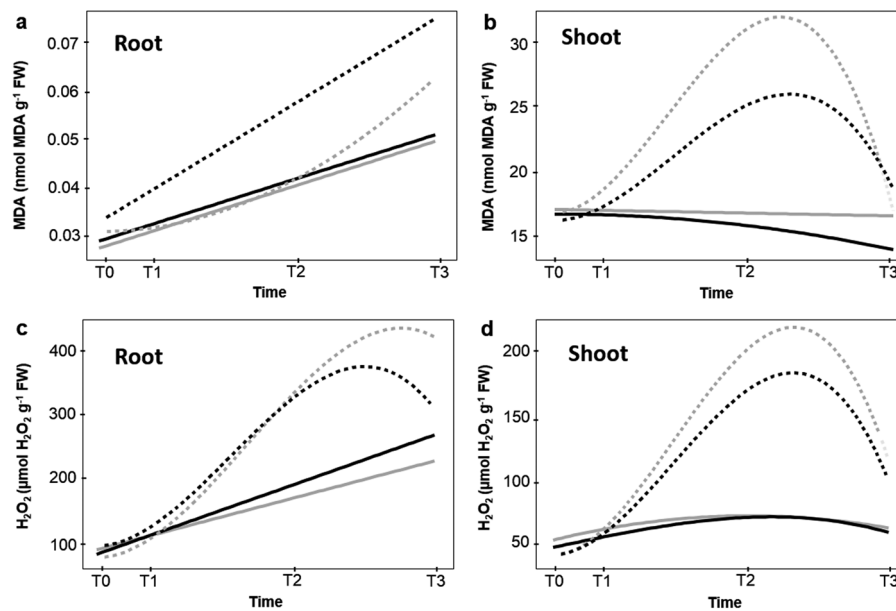 a
Root
MDA (nmol MDA g⁻¹ FW)
0.07
0.06
0.05
0.04
0.03
T0 T1 T2 T3
Time
b
Shoot
MDA (nmol MDA g⁻¹ FW)
30
25
20
15
T0 T1 T2 T3
Time
c
Root
H₂O₂ (µmol H₂O₂ g⁻¹ FW)
400
300
200
100
T0 T1 T2 T3
Time
d
Shoot
H₂O₂ (µmol H₂O₂ g⁻¹ FW)
200
150
100
50
T0 T1 T2 T3
Time